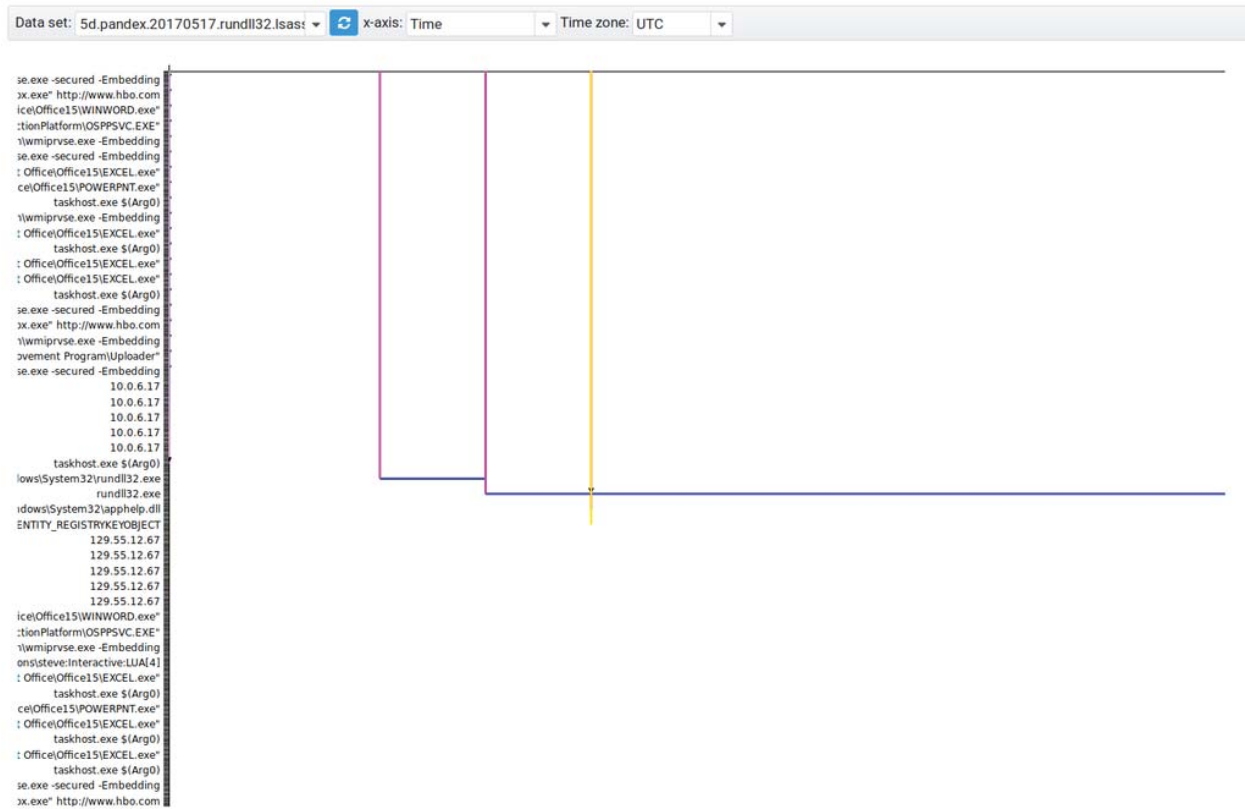 Data set: 5d.pandex.20170517.rundll32.lsass x-axis: Time Time zone: UTC
se.exe -secured -Embedding
ox.exe" http://www.hbo.com
ice\Office15\WINWORD.exe"
:tionPlatform\OSPPSVC.EXE"
n\wmiprvse.exe -Embedding
se.exe -secured -Embedding
: Office\Office15\EXCEL.exe"
ce\Office15\POWERPNT.exe"
taskhost.exe $(Arg0)
n\wmiprvse.exe -Embedding
: Office\Office15\EXCEL.exe"
taskhost.exe $(Arg0)
: Office\Office15\EXCEL.exe"
: Office\Office15\EXCEL.exe"
taskhost.exe $(Arg0)
se.exe -secured -Embedding
ox.exe" http://www.hbo.com
n\wmiprvse.exe -Embedding
ovement Program\Uploader"
se.exe -secured -Embedding
10.0.6.17
10.0.6.17
10.0.6.17
10.0.6.17
10.0.6.17
taskhost.exe $(Arg0)
lows\System32\rundll32.exe
rundll32.exe
ndows\System32\apphelp.dll
ENTITY_REGISTRYKEYOBJECT
129.55.12.67
129.55.12.67
129.55.12.67
129.55.12.67
129.55.12.67
ice\Office15\WINWORD.exe"
:tionPlatform\OSPPSVC.EXE"
n\wmiprvse.exe -Embedding
ons\steve:Interactive:LUA[4]
: Office\Office15\EXCEL.exe"
taskhost.exe $(Arg0)
ce\Office15\POWERPNT.exe"
: Office\Office15\EXCEL.exe"
taskhost.exe $(Arg0)
: Office\Office15\EXCEL.exe"
taskhost.exe $(Arg0)
se.exe -secured -Embedding
ox.exe" http://www.hbo.com